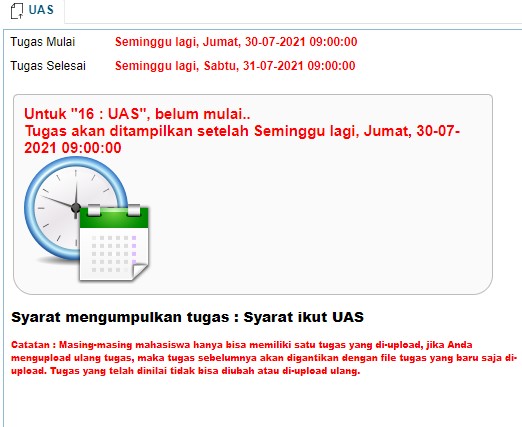 UAS
Tugas Mulai Seminggu lagi, Jumat, 30-07-2021 09:00:00
Tugas Selesai Seminggu lagi, Sabtu, 31-07-2021 09:00:00
Untuk "16 : UAS", belum mulai..
Tugas akan ditampilkan setelah Seminggu lagi, Jumat, 30-07-
2021 09:00:00
Syarat mengumpulkan tugas : Syarat ikut UAS
Catatan : Masing-masing mahasiswa hanya bisa memiliki satu tugas yang di-upload, jika Anda
mengupload ulang tugas, maka tugas sebelumnya akan digantikan dengan file tugas yang baru saja di-
upload. Tugas yang telah dinilai tidak bisa diubah atau di-upload ulang.